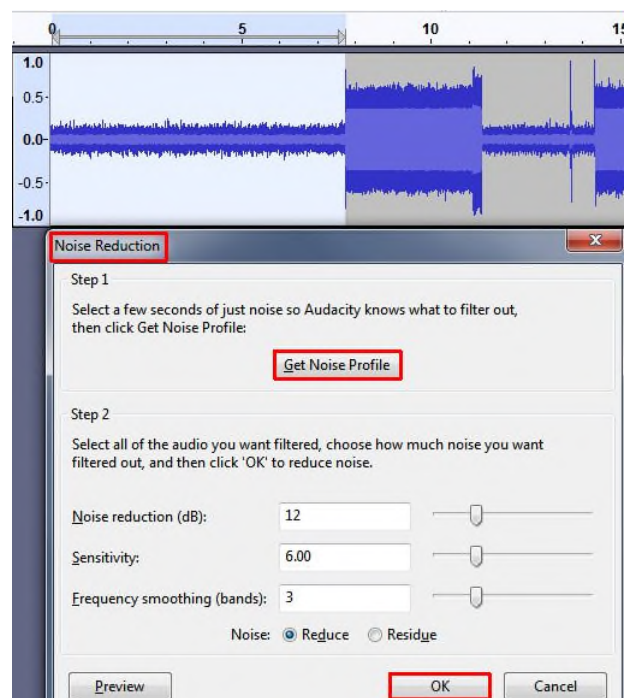 0 5 10 15
1.0
0.5
0.0
-0.5
-1.0
Noise Reduction
Step 1
Select a few seconds of just noise so Audacity knows what to filter out,
then click Get Noise Profile:
Get Noise Profile
Step 2
Select all of the audio you want filtered, choose how much noise you want
filtered out, and then click 'OK' to reduce noise.
Noise reduction (dB): 12
Sensitivity: 6.00
Frequency smoothing (bands): 3
Noise: Reduce Residue
Preview OK Cancel